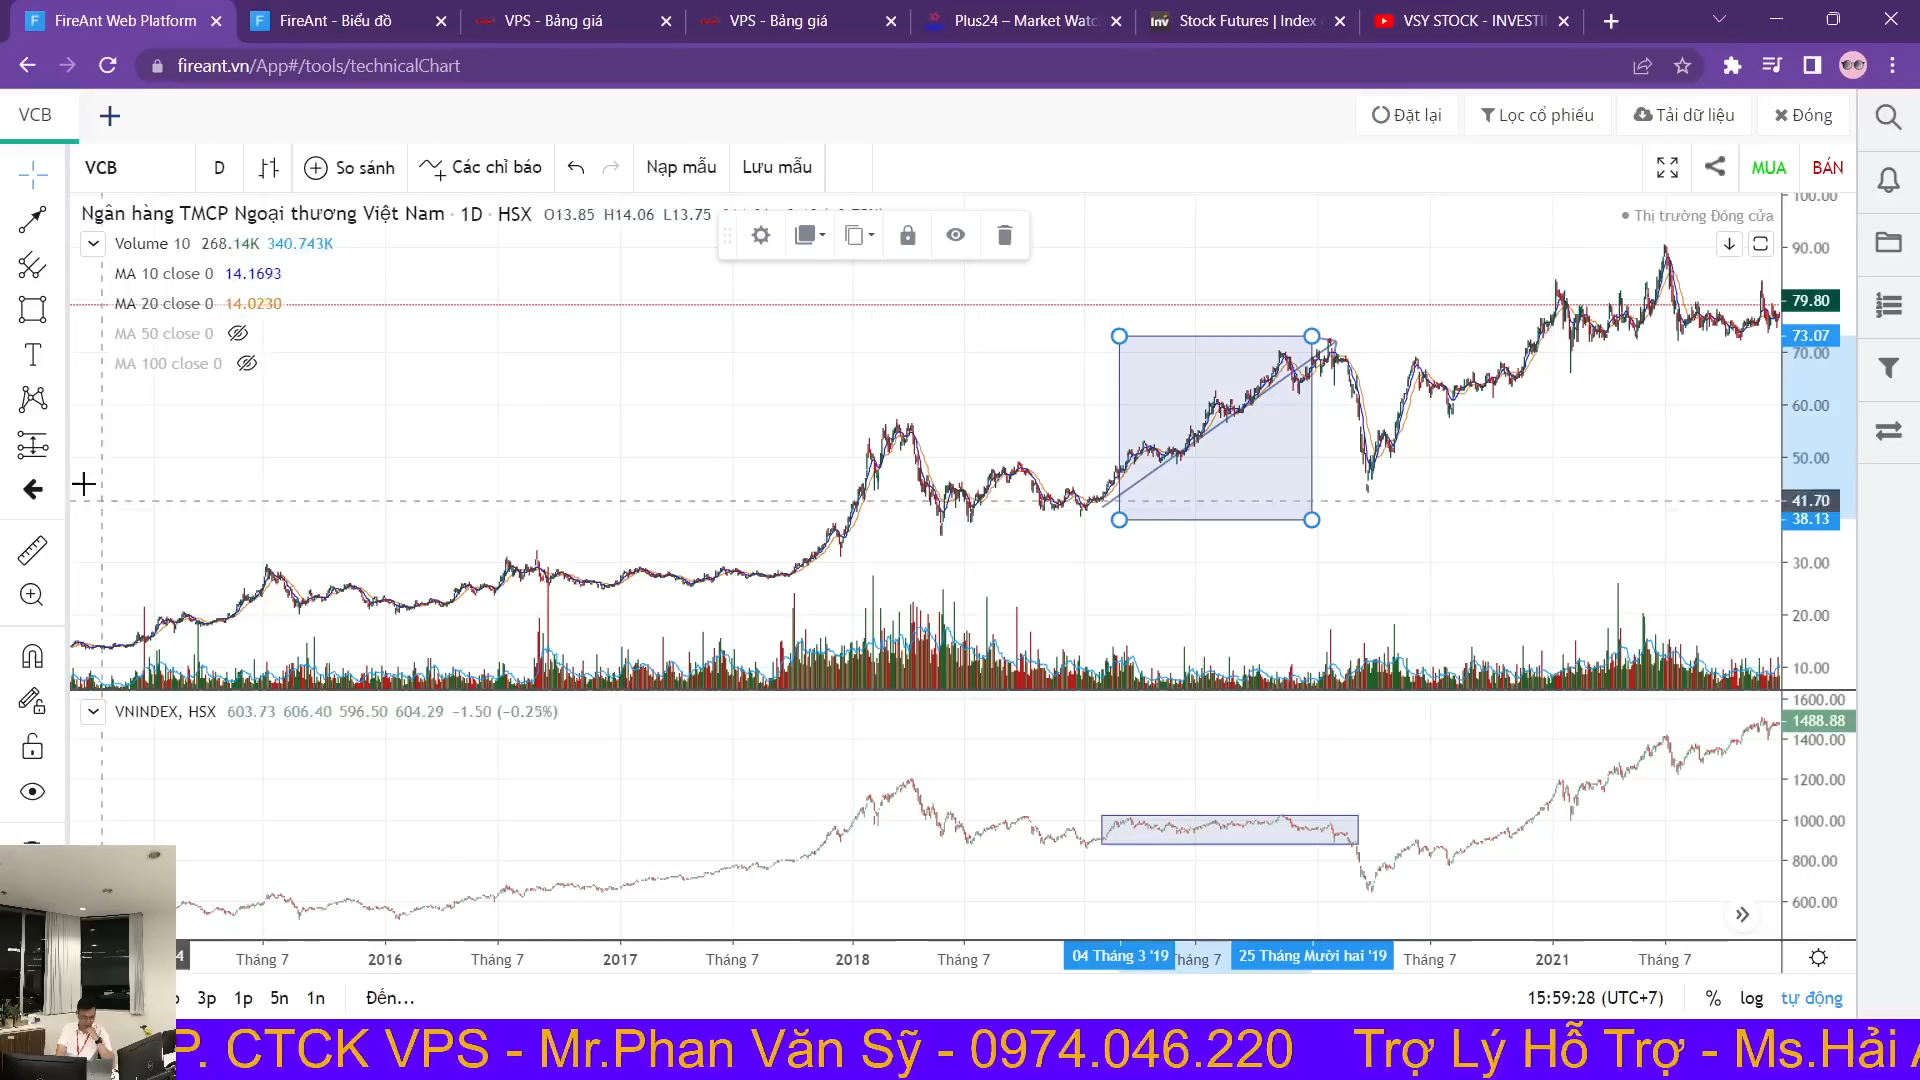 FireAnt Web Platform
FireAnt - Biểu đồ
VPS - Bảng giá
VPS - Bảng giá
Plus24 – Market Watc
Stock Futures | Index
VSY STOCK - INVESTI
fireant.vn/App#/tools/technicalChart
VCB
Đặt lại
Lọc cổ phiếu
Tải dữ liệu
Đóng
VCB
D
So sánh
Các chỉ báo
Nạp mẫu
Lưu mẫu
MUA
BÁN
Ngân hàng TMCP Ngoại thương Việt Nam · 1D · HSX O13.85 H14.06 L13.75
Thị trường Đóng cửa
Volume 10 268.14K 340.743K
MA 10 close 0 14.1693
MA 20 close 0 14.0230
MA 50 close 0
MA 100 close 0
100.00
90.00
79.80
73.07
70.00
60.00
50.00
41.70
38.13
30.00
20.00
10.00
VNINDEX, HSX 603.73 606.40 596.50 604.29 −1.50 (−0.25%)
1600.00
1488.88
1400.00
1200.00
1000.00
800.00
600.00
4 Tháng 7 2016 Tháng 7 2017 Tháng 7 2018 Tháng 7 04 Tháng 3 '19 Tháng 7 25 Tháng Mười hai '19 Tháng 7 2021 Tháng 7
3p 1p 5n 1n Đến...
15:59:28 (UTC+7) % log tự động
P. CTCK VPS - Mr.Phan Văn Sỹ - 0974.046.220 Trợ Lý Hỗ Trợ - Ms.Hải